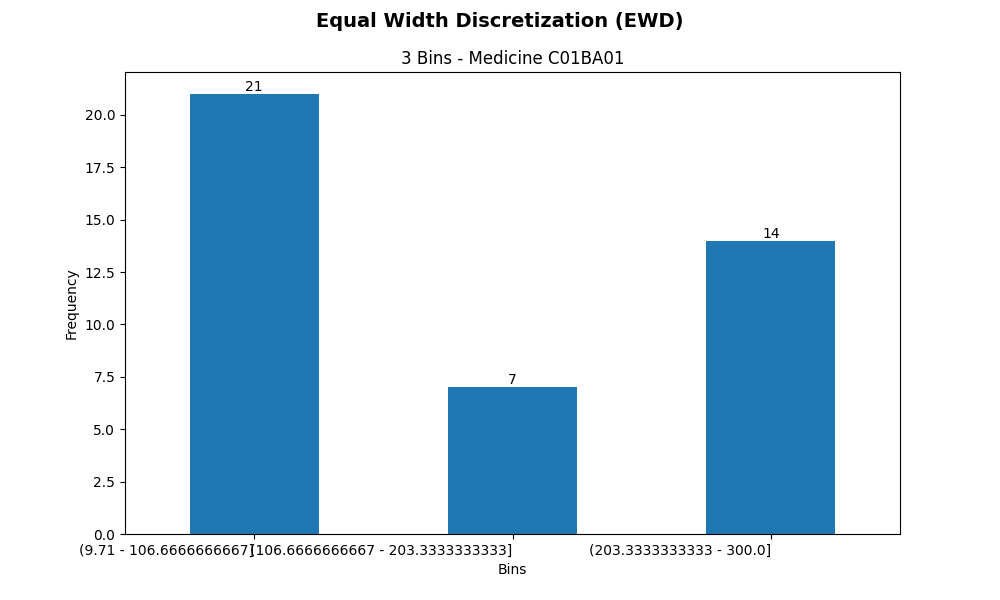 Equal Width Discretization (EWD)
3 Bins - Medicine C01BA01
21
20.0
17.5
15.0
14
12.5
10.0
7.5
7
5.0
2.5
0.0
Frequency
(9.71 - 106.6666666667]
(106.6666666667 - 203.3333333333]
(203.3333333333 - 300.0]
Bins